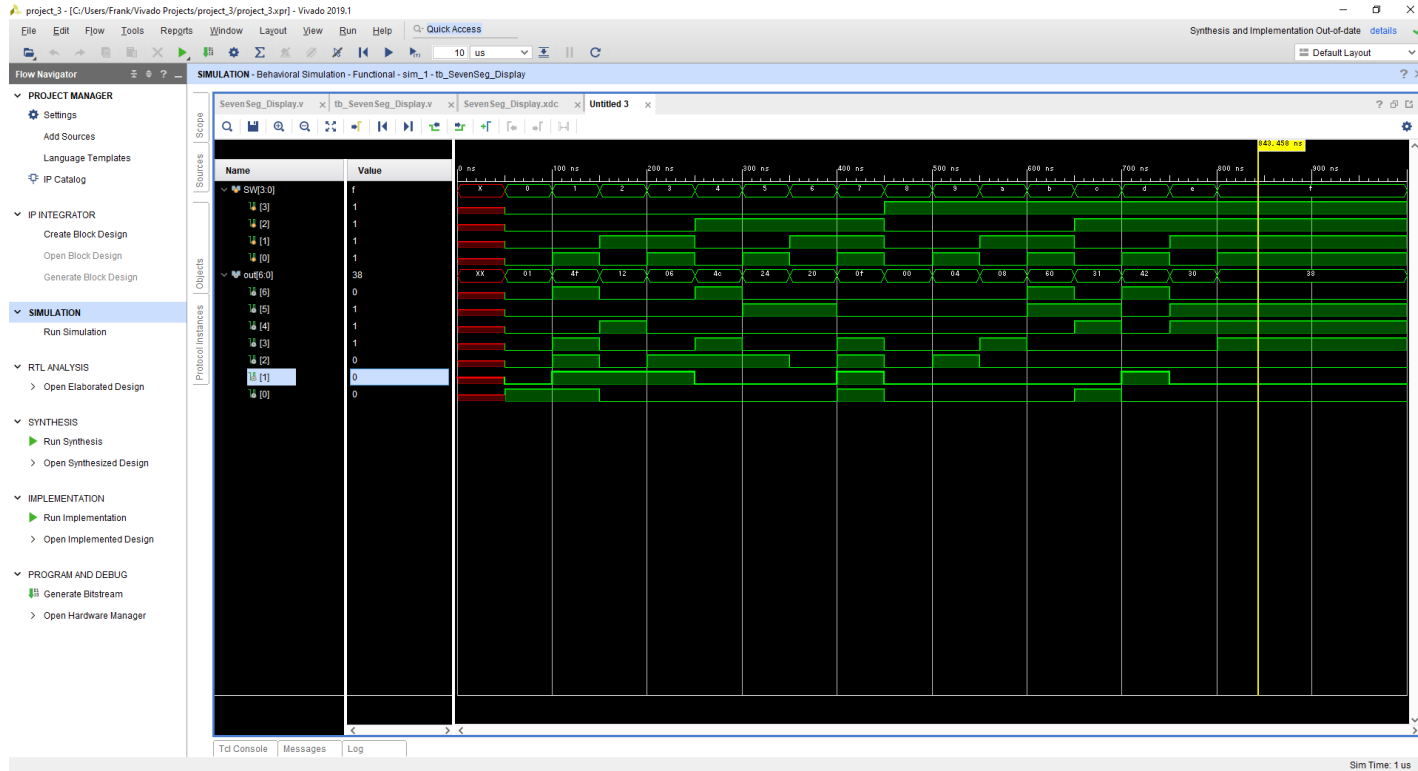 project_3 - [C:/Users/Frank/Vivado Projects/project_3/project_3.xpr] - Vivado 2019.1
File Edit Flow Tools Reports Window Layout View Run Help Quick Access Synthesis and Implementation Out-of-date details
10 us Default Layout
Flow Navigator SIMULATION - Behavioral Simulation - Functional - sim_1 - tb_SevenSeg_Display
PROJECT MANAGER
Settings
Add Sources
Language Templates
IP Catalog
IP INTEGRATOR
Create Block Design
Open Block Design
Generate Block Design
SIMULATION
Run Simulation
RTL ANALYSIS
Open Elaborated Design
SYNTHESIS
Run Synthesis
Open Synthesized Design
IMPLEMENTATION
Run Implementation
Open Implemented Design
PROGRAM AND DEBUG
Generate Bitstream
Open Hardware Manager
Scope
Sources
Objects
Protocol Instances
SevenSeg_Display.v tb_SevenSeg_Display.v SevenSeg_Display.xdc Untitled 3
843.458 ns
Name Value 0 ns 100 ns 200 ns 300 ns 400 ns 500 ns 600 ns 700 ns 800 ns 900 ns
SW[3:0] f X 0 1 2 3 4 5 6 7 8 9 a b c d e f
[3] 1
[2] 1
[1] 1
[0] 1
out[6:0] 38 XX 01 4f 12 06 4c 24 20 0f 00 04 08 60 31 42 30 38
[6] 0
[5] 1
[4] 1
[3] 1
[2] 0
[1] 0
[0] 0
Tcl Console Messages Log
Sim Time: 1 us